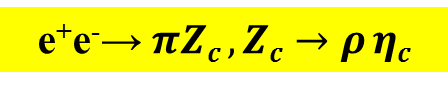 e⁺e⁻→ πZ_c, Z_c → ρ η_c